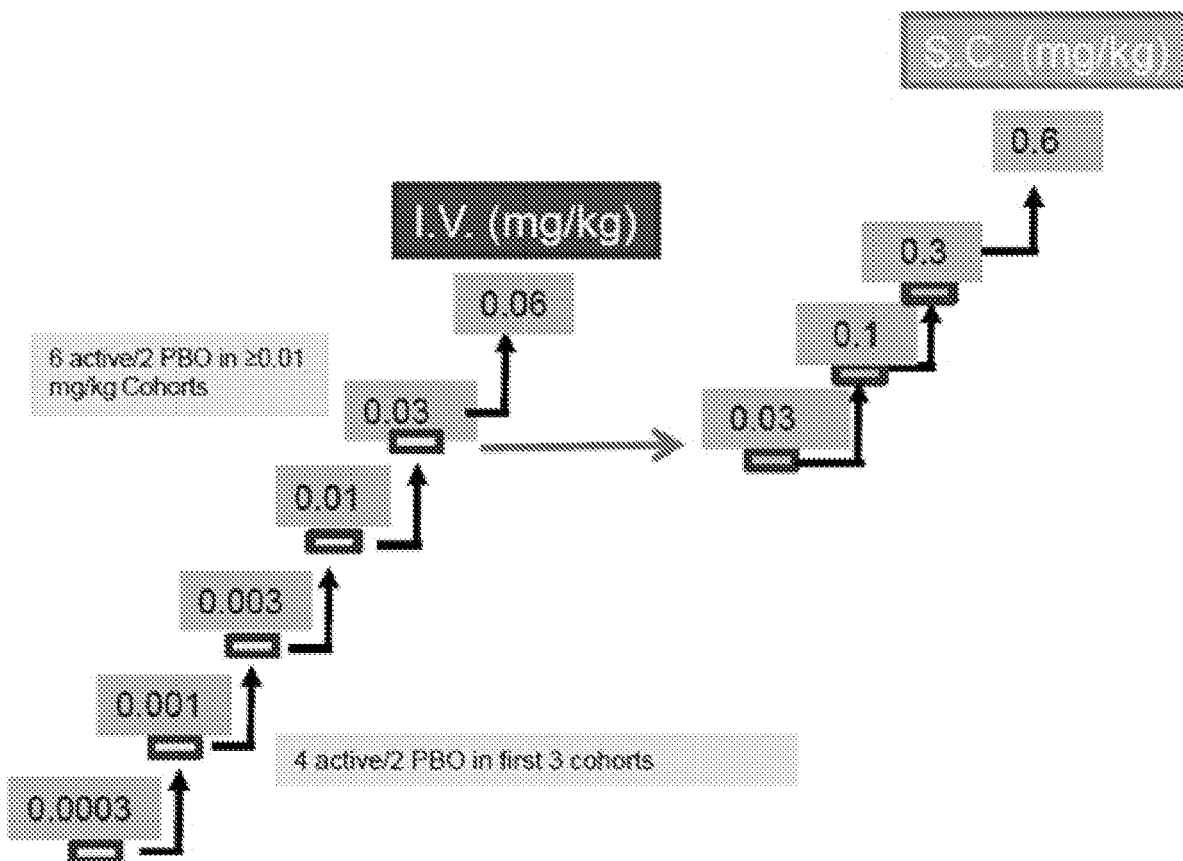 S.C. (mg/kg)
0.6
I.V. (mg/kg)
0.3
0.06
0.1
6 active/2 PBO in ≥0.01
mg/kg Cohorts
0.03
0.03
0.01
0.003
0.001
4 active/2 PBO in first 3 cohorts
0.0003